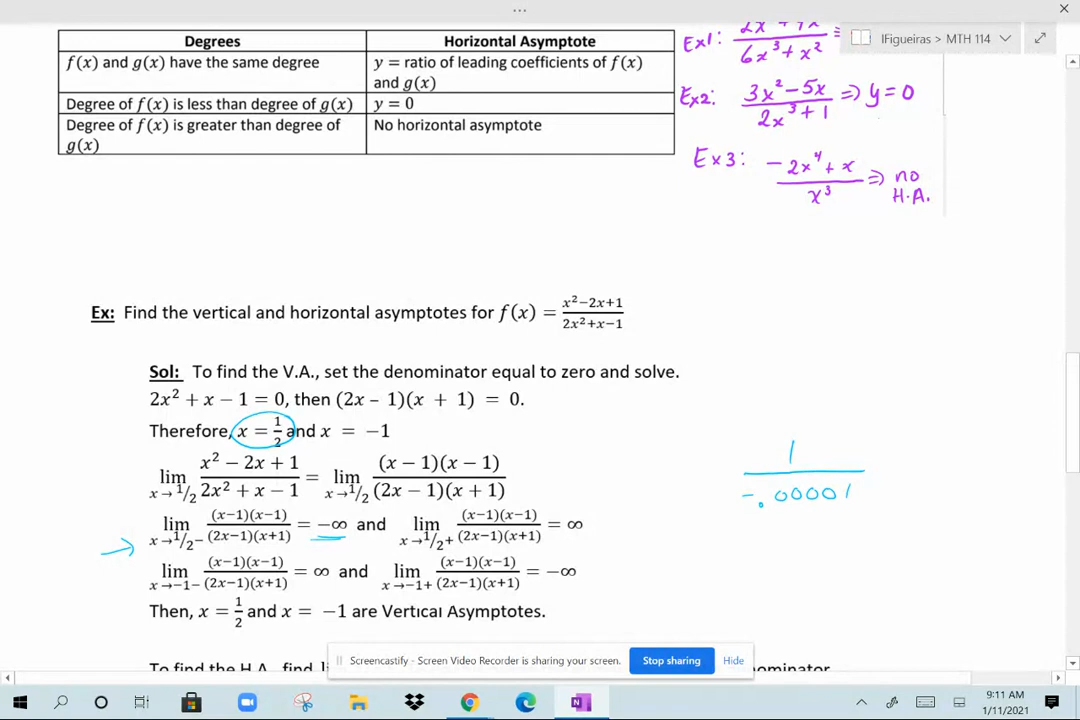 Degrees Horizontal Asymptote
f(x) and g(x) have the same degree y = ratio of leading coefficients of f(x) and g(x)
Degree of f(x) is less than degree of g(x) y = 0
Degree of f(x) is greater than degree of g(x) No horizontal asymptote
Ex1: 6x³ + x²
IFigueiras > MTH 114
Ex2: (3x² − 5x)/(2x³ + 1) ⇒ y = 0
Ex3: (−2x⁴ + x)/x³ ⇒ no H.A.
Ex: Find the vertical and horizontal asymptotes for f(x) = (x²−2x+1)/(2x²+x−1)
Sol: To find the V.A., set the denominator equal to zero and solve.
2x² + x − 1 = 0, then (2x − 1)(x + 1) = 0.
Therefore, x = 1/2 and x = −1
lim x→1/2 (x² − 2x + 1)/(2x² + x − 1) = lim x→1/2 (x − 1)(x − 1)/(2x − 1)(x + 1)
lim x→1/2− (x−1)(x−1)/(2x−1)(x+1) = −∞ and lim x→1/2+ (x−1)(x−1)/(2x−1)(x+1) = ∞
lim x→−1− (x−1)(x−1)/(2x−1)(x+1) = ∞ and lim x→−1+ (x−1)(x−1)/(2x−1)(x+1) = −∞
Then, x = 1/2 and x = −1 are Vertical Asymptotes.
1/−.00001
Screencastify - Screen Video Recorder is sharing your screen. Stop sharing Hide
9:11 AM
1/11/2021